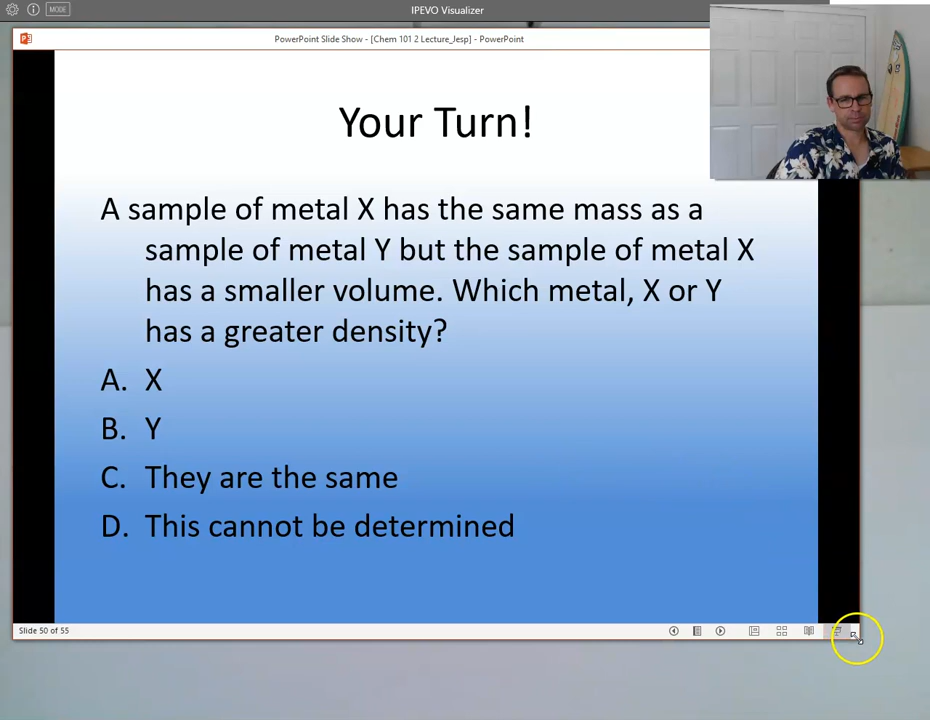 MODE
IPEVO Visualizer
PowerPoint Slide Show - [Chem 101 2 Lecture_Jesp] - PowerPoint
Your Turn!
A sample of metal X has the same mass as a
sample of metal Y but the sample of metal X
has a smaller volume. Which metal, X or Y
has a greater density?
A. X
B. Y
C. They are the same
D. This cannot be determined
Slide 50 of 55